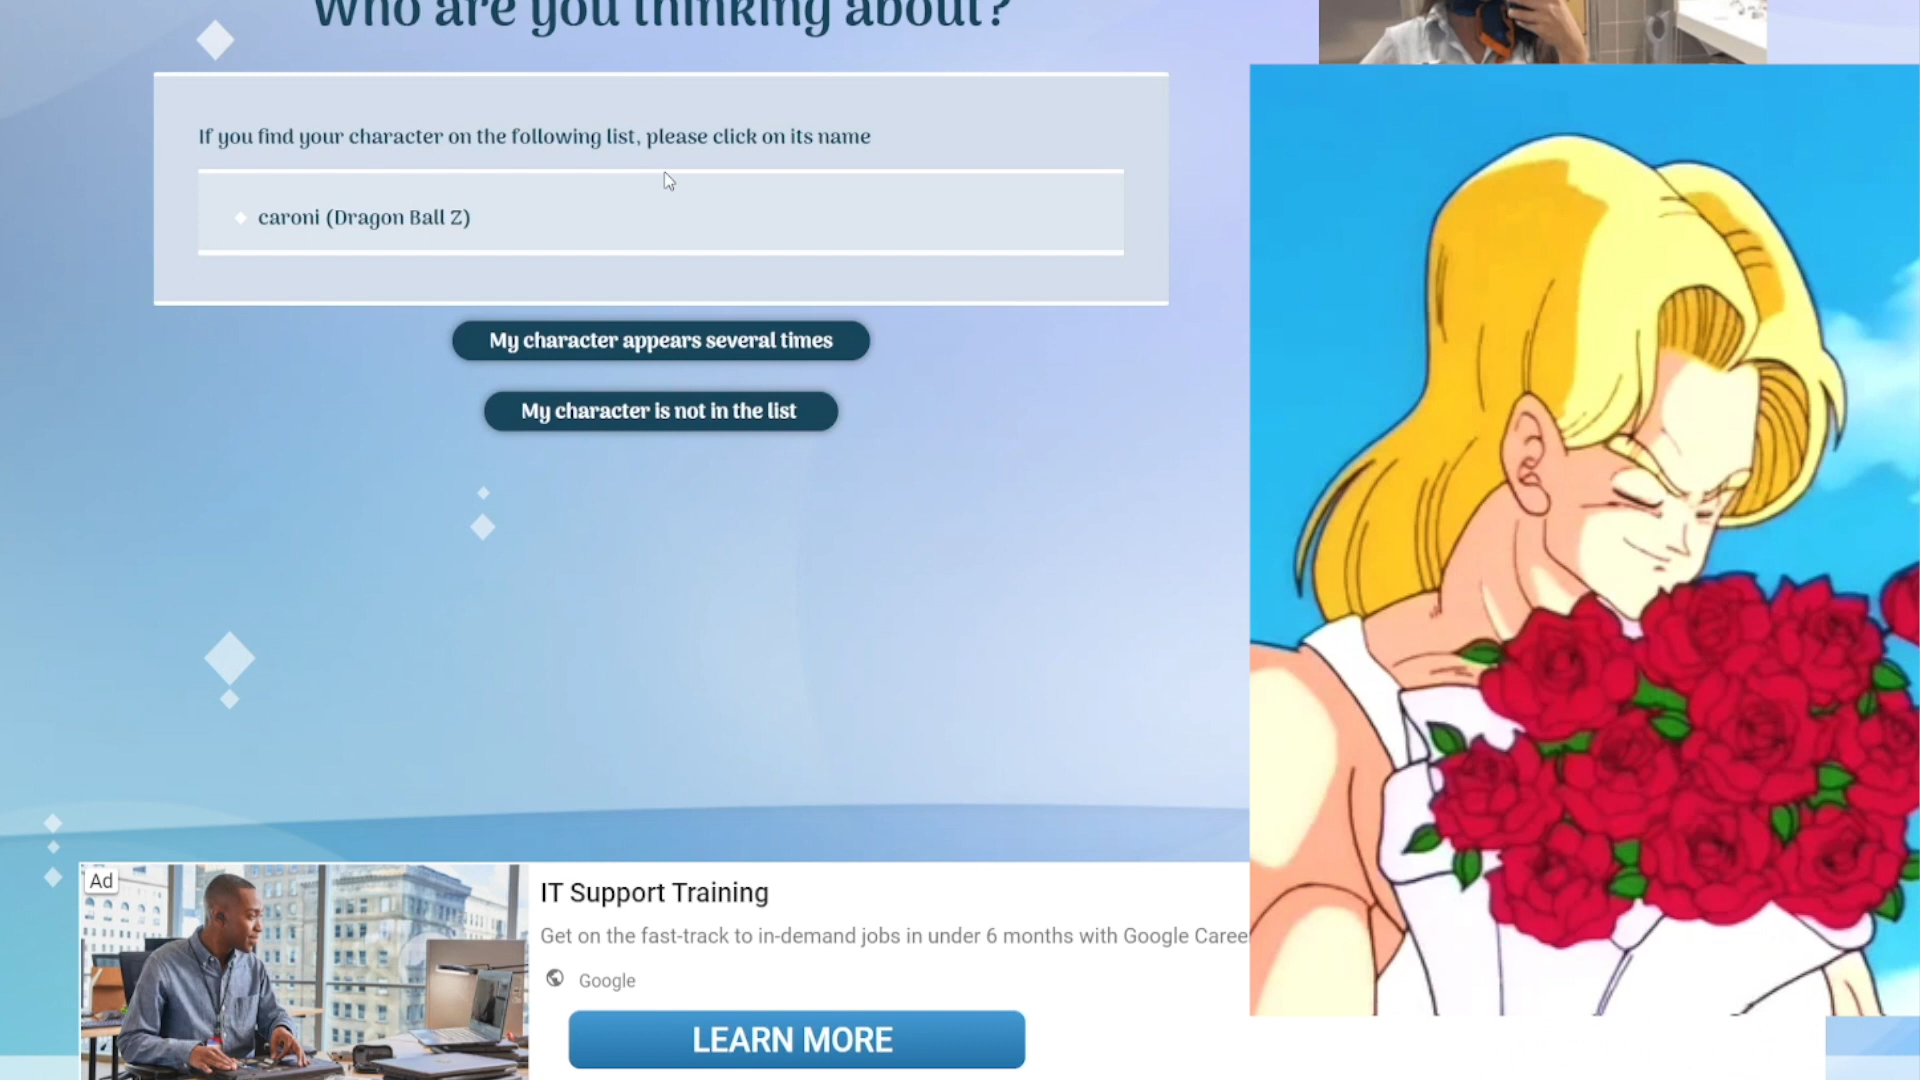 Who are you thinking about?
If you find your character on the following list, please click on its name
caroni (Dragon Ball Z)
My character appears several times
My character is not in the list
Ad
IT Support Training
Get on the fast-track to in-demand jobs in under 6 months with Google Caree
Google
LEARN MORE